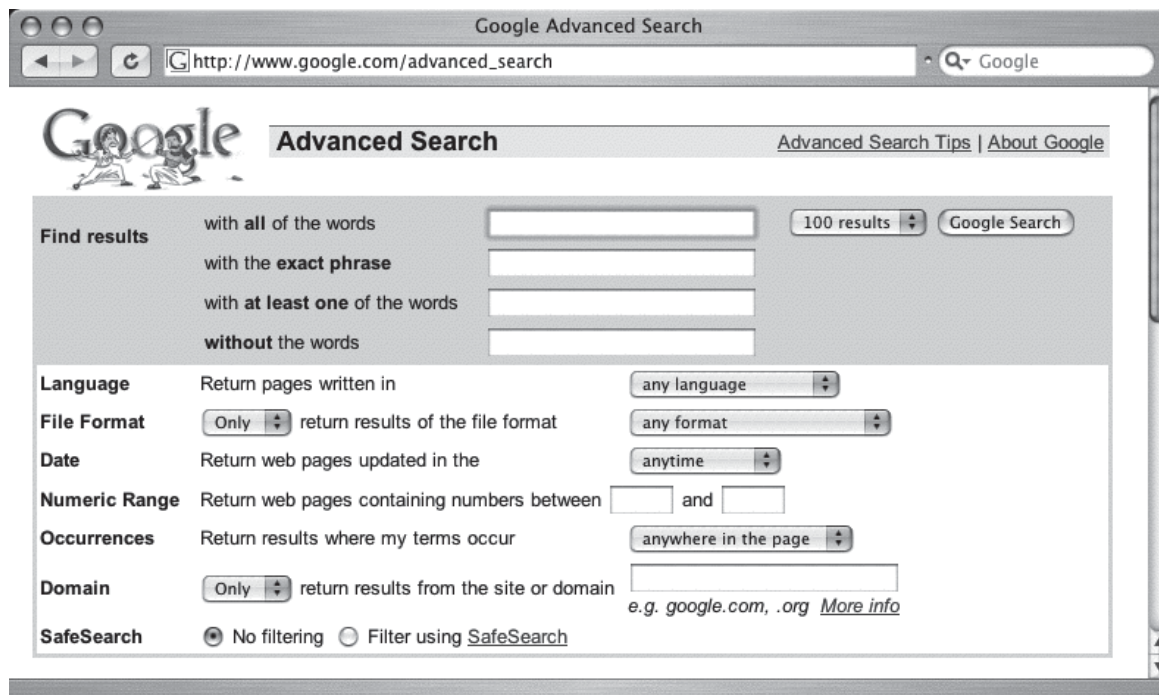 Google Advanced Search
http://www.google.com/advanced_search
Google
Google
Advanced Search
Advanced Search Tips | About Google
Find results
with all of the words
100 results
Google Search
with the exact phrase
with at least one of the words
without the words
Language Return pages written in any language
File Format Only return results of the file format any format
Date Return web pages updated in the anytime
Numeric Range Return web pages containing numbers between and
Occurrences Return results where my terms occur anywhere in the page
Domain Only return results from the site or domain
e.g. google.com, .org More info
SafeSearch No filtering Filter using SafeSearch